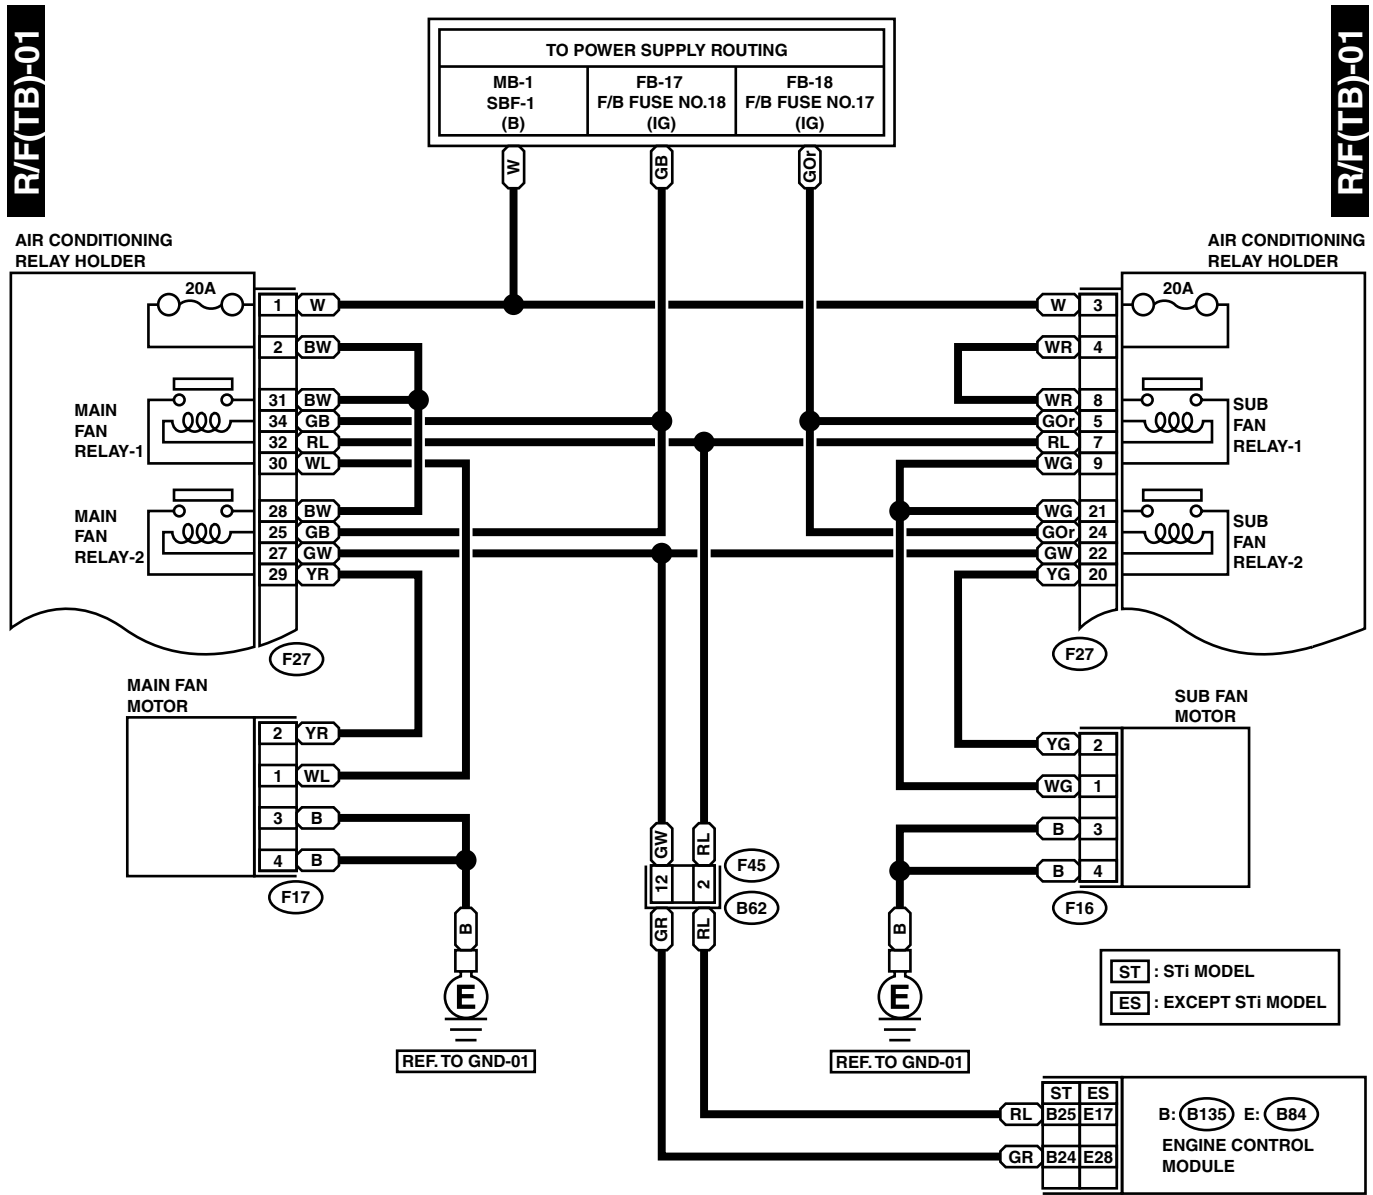 R/F(TB)-01
R/F(TB)-01
TO POWER SUPPLY ROUTING
MB-1
SBF-1
(B)
FB-17
F/B FUSE NO.18
(IG)
FB-18
F/B FUSE NO.17
(IG)
W
GB
GOr
AIR CONDITIONING
RELAY HOLDER
20A
1 W
2 BW
31 BW
34 GB
32 RL
30 WL
28 BW
25 GB
27 GW
29 YR
MAIN
FAN
RELAY-1
MAIN
FAN
RELAY-2
F27
AIR CONDITIONING
RELAY HOLDER
20A
W 3
WR 4
WR 8
GOr 5
RL 7
WG 9
WG 21
GOr 24
GW 22
YG 20
SUB
FAN
RELAY-1
SUB
FAN
RELAY-2
F27
MAIN FAN
MOTOR
2 YR
1 WL
3 B
4 B
F17
B
E
REF. TO GND-01
SUB FAN
MOTOR
YG 2
WG 1
B 3
B 4
F16
B
E
REF. TO GND-01
GW RL
12 2
GR RL
F45
B62
ST : STi MODEL
ES : EXCEPT STi MODEL
ST ES
RL B25 E17
GR B24 E28
B: B135 E: B84
ENGINE CONTROL
MODULE